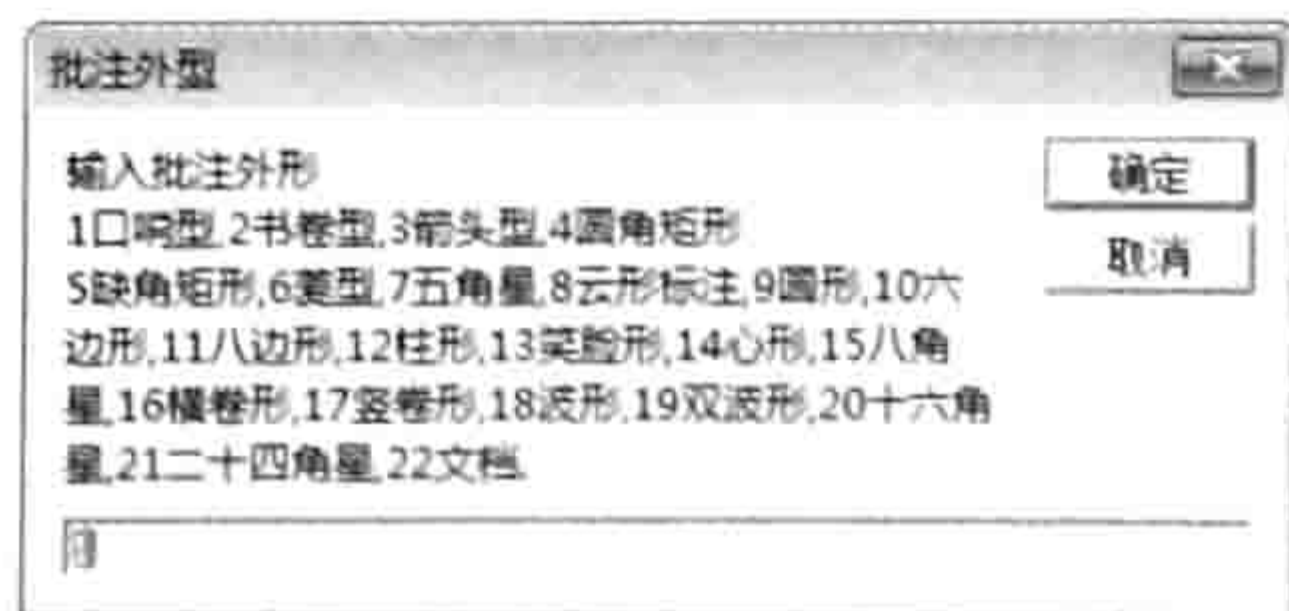 批注外型
输入批注外形
确定
1口哨型,2书卷型,3箭头型,4圆角矩形
取消
5缺角矩形,6菱型,7五角星,8云形标注,9圆形,10六
边形,11八边形,12柱形,13笑脸形,14心形,15八角
星,16横卷形,17竖卷形,18波形,19双波形,20十六角
星,21二十四角星,22文档.